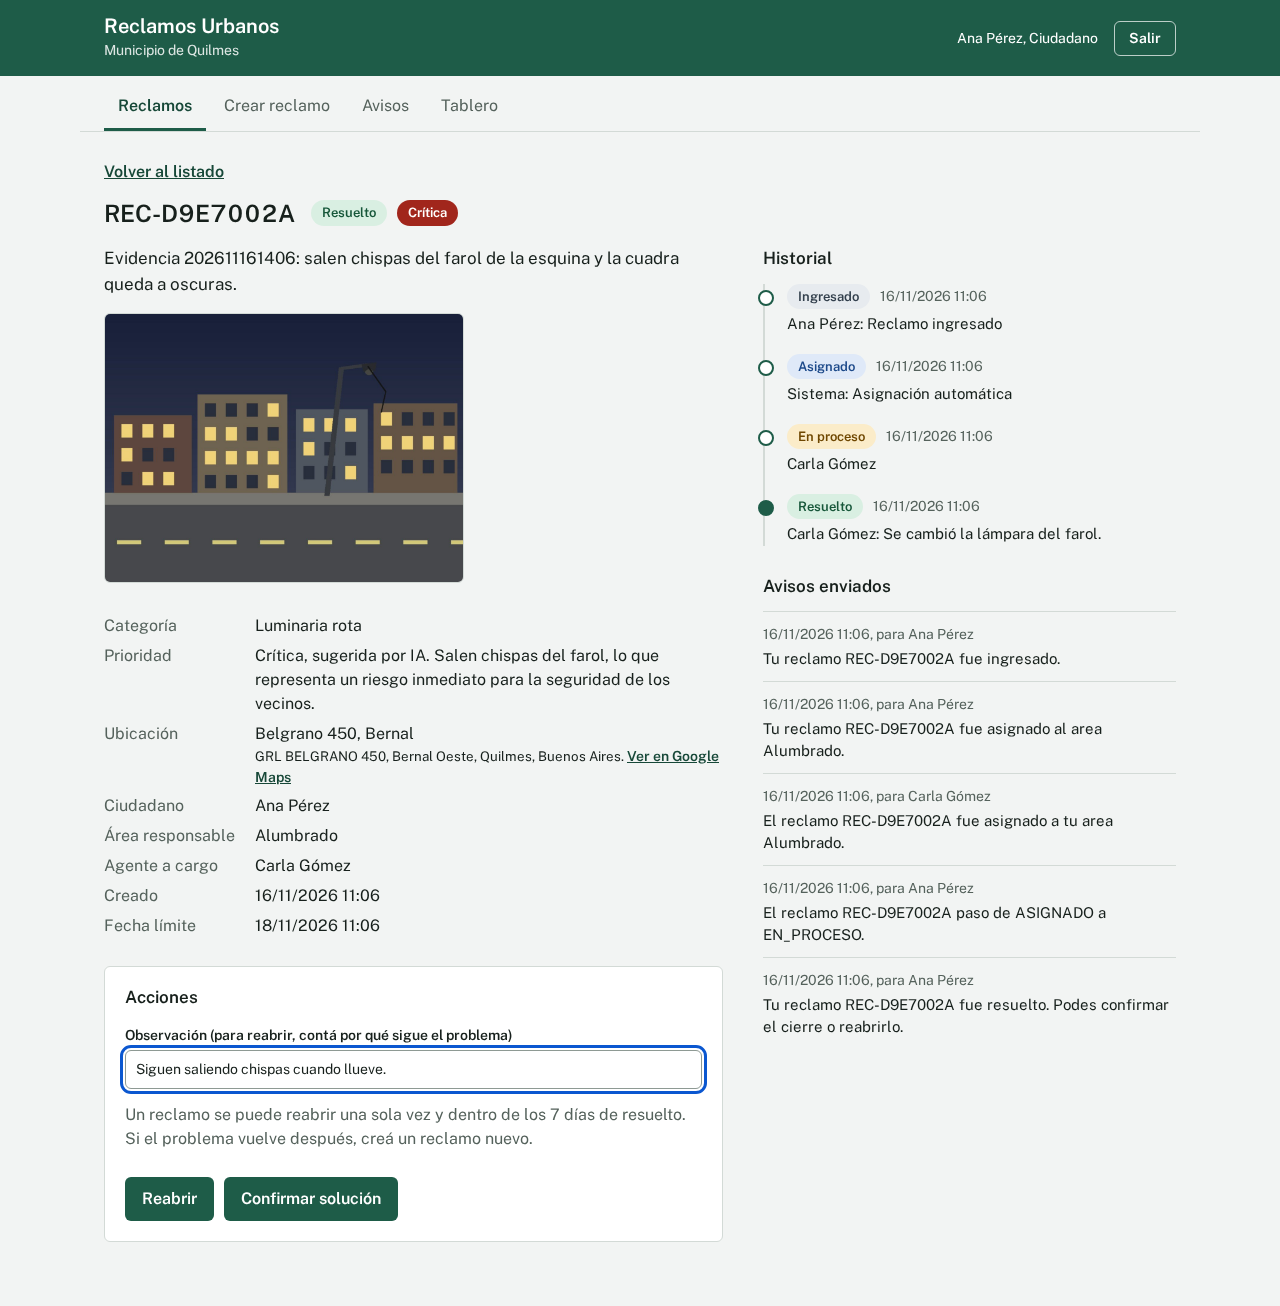 Reclamos Urbanos
Municipio de Quilmes
Ana Pérez, Ciudadano
Salir
Reclamos
Crear reclamo
Avisos
Tablero
Volver al listado
REC-D9E7002A
Resuelto
Crítica
Evidencia 202611161406: salen chispas del farol de la esquina y la cuadra
queda a oscuras.
Categoría
Luminaria rota
Prioridad
Crítica, sugerida por IA. Salen chispas del farol, lo que
representa un riesgo inmediato para la seguridad de los
vecinos.
Ubicación
Belgrano 450, Bernal
GRL BELGRANO 450, Bernal Oeste, Quilmes, Buenos Aires. Ver en Google
Maps
Ciudadano
Ana Pérez
Área responsable
Alumbrado
Agente a cargo
Carla Gómez
Creado
16/11/2026 11:06
Fecha límite
18/11/2026 11:06
Acciones
Observación (para reabrir, contá por qué sigue el problema)
Siguen saliendo chispas cuando llueve.
Un reclamo se puede reabrir una sola vez y dentro de los 7 días de resuelto.
Si el problema vuelve después, creá un reclamo nuevo.
Reabrir
Confirmar solución
Historial
Ingresado
16/11/2026 11:06
Ana Pérez: Reclamo ingresado
Asignado
16/11/2026 11:06
Sistema: Asignación automática
En proceso
16/11/2026 11:06
Carla Gómez
Resuelto
16/11/2026 11:06
Carla Gómez: Se cambió la lámpara del farol.
Avisos enviados
16/11/2026 11:06, para Ana Pérez
Tu reclamo REC-D9E7002A fue ingresado.
16/11/2026 11:06, para Ana Pérez
Tu reclamo REC-D9E7002A fue asignado al area
Alumbrado.
16/11/2026 11:06, para Carla Gómez
El reclamo REC-D9E7002A fue asignado a tu area
Alumbrado.
16/11/2026 11:06, para Ana Pérez
El reclamo REC-D9E7002A paso de ASIGNADO a
EN_PROCESO.
16/11/2026 11:06, para Ana Pérez
Tu reclamo REC-D9E7002A fue resuelto. Podes confirmar
el cierre o reabrirlo.